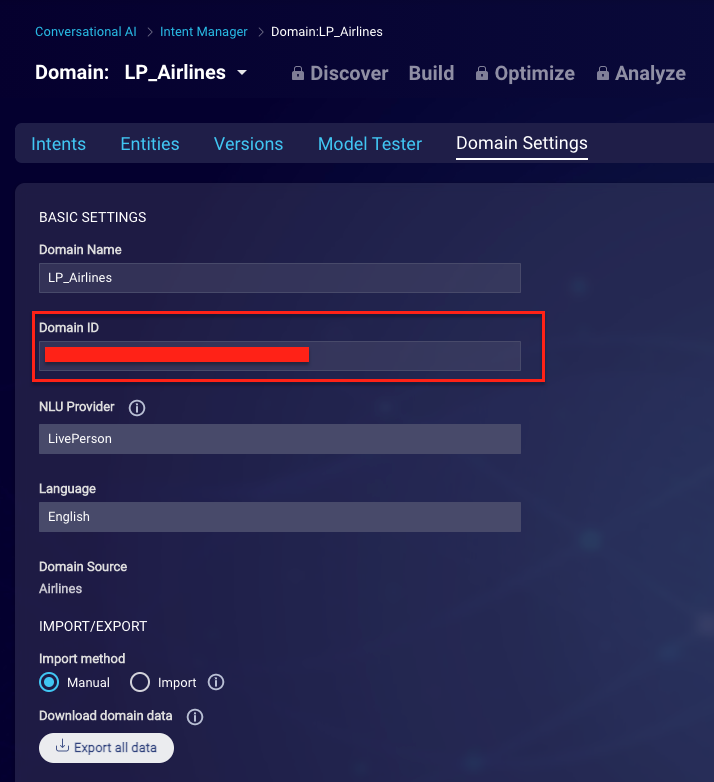 Conversational AI > Intent Manager > Domain:LP_Airlines
Domain: LP_Airlines Discover Build Optimize Analyze
Intents Entities Versions Model Tester Domain Settings
BASIC SETTINGS
Domain Name
LP_Airlines
Domain ID
NLU Provider
LivePerson
Language
English
Domain Source
Airlines
IMPORT/EXPORT
Import method
Manual Import
Download domain data
Export all data